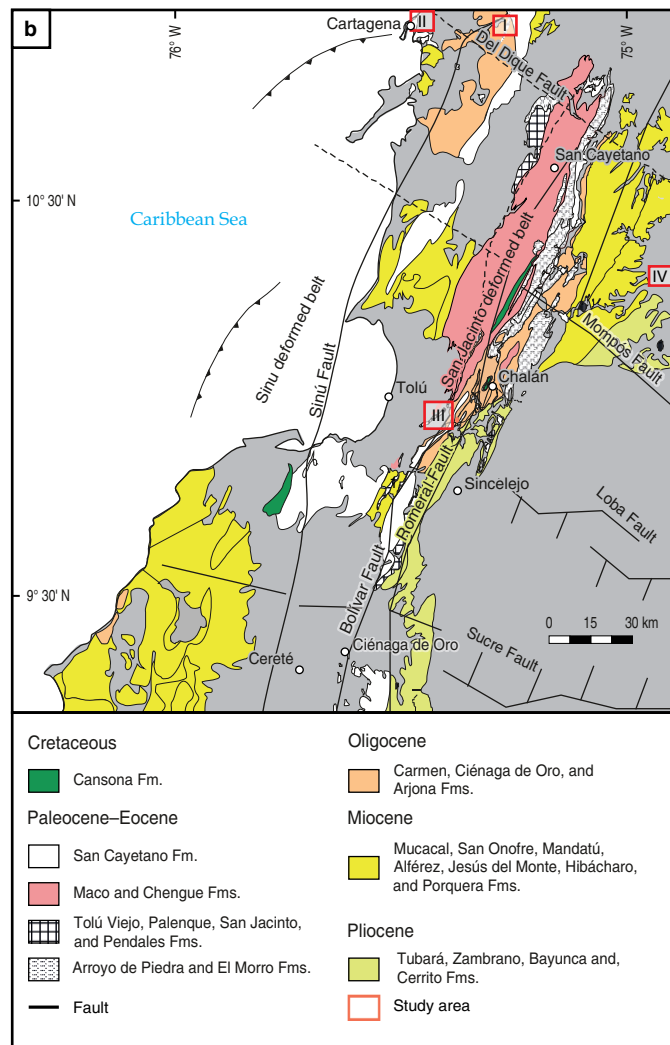 b
76° W
75° W
Cartagena
II
I
Del Dique Fault
San Cayetano
10° 30' N
Caribbean Sea
IV
San Jacinto deformed belt
Mompós Fault
Sinu deformed belt
Sinú Fault
Tolú
Chalán
III
Romeral Fault
Sincelejo
Loba Fault
Bolívar Fault
9° 30' N
0 15 30 km
Sucre Fault
Ciénaga de Oro
Cereté
Cretaceous
Cansona Fm.
Paleocene–Eocene
San Cayetano Fm.
Maco and Chengue Fms.
Tolú Viejo, Palenque, San Jacinto,
and Pendales Fms.
Arroyo de Piedra and El Morro Fms.
Fault
Oligocene
Carmen, Ciénaga de Oro, and
Arjona Fms.
Miocene
Mucacal, San Onofre, Mandatú,
Alférez, Jesús del Monte, Hibácharo,
and Porquera Fms.
Pliocene
Tubará, Zambrano, Bayunca and,
Cerrito Fms.
Study area